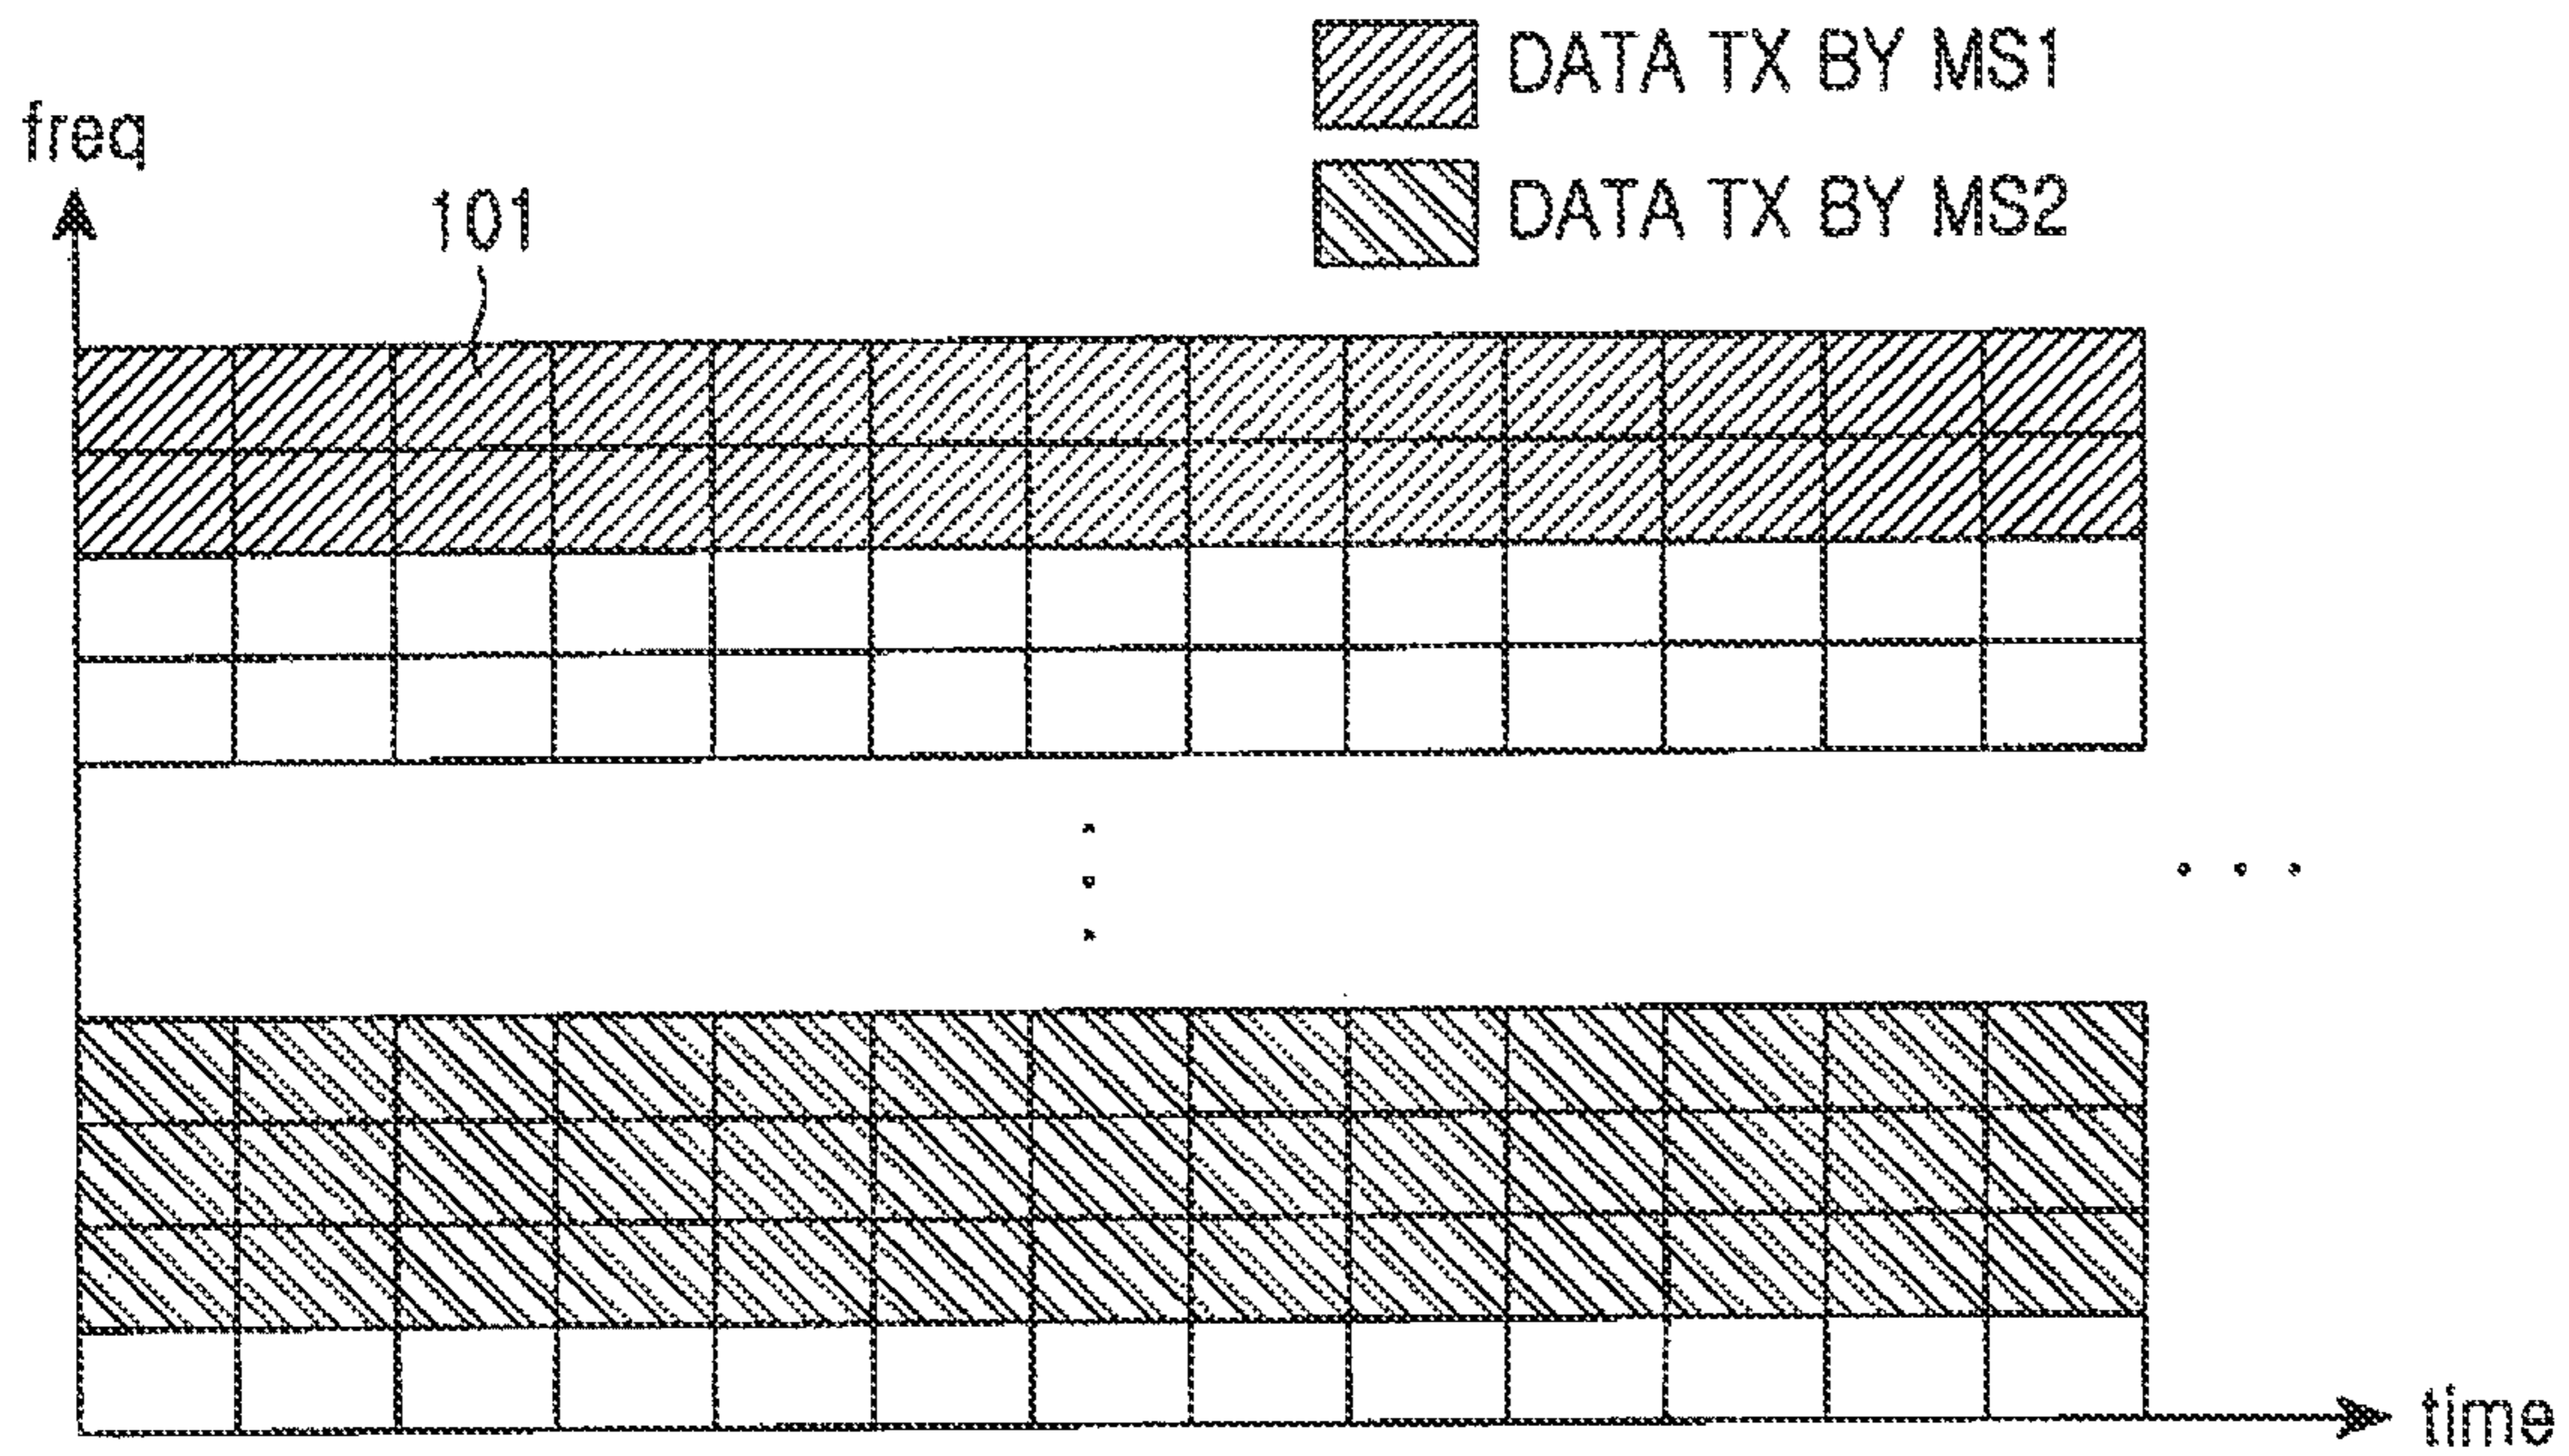 DATA TX BY MS1
DATA TX BY MS2
freq
101
time